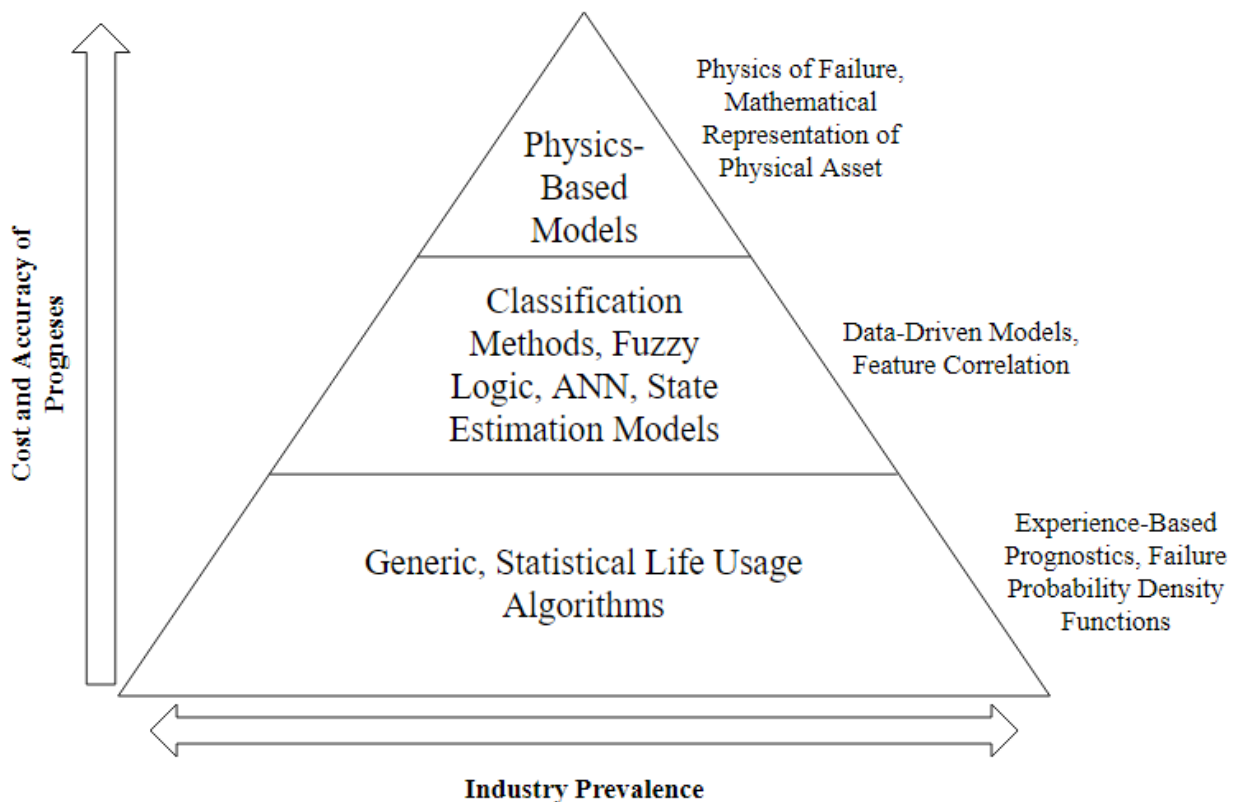 Physics of Failure,
Mathematical
Representation of
Physical Asset
Physics-
Based
Models
Cost and Accuracy of
Progneses
Classification
Methods, Fuzzy
Logic, ANN, State
Estimation Models
Data-Driven Models,
Feature Correlation
Generic, Statistical Life Usage
Algorithms
Experience-Based
Prognostics, Failure
Probability Density
Functions
Industry Prevalence